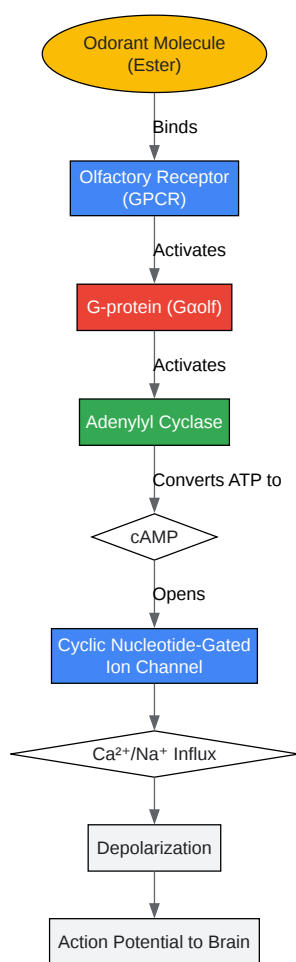 Odorant Molecule
(Ester)
Binds
Olfactory Receptor
(GPCR)
Activates
G-protein (Gαolf)
Activates
Adenylyl Cyclase
Converts ATP to
cAMP
Opens
Cyclic Nucleotide-Gated
Ion Channel
Ca²⁺/Na⁺ Influx
Depolarization
Action Potential to Brain